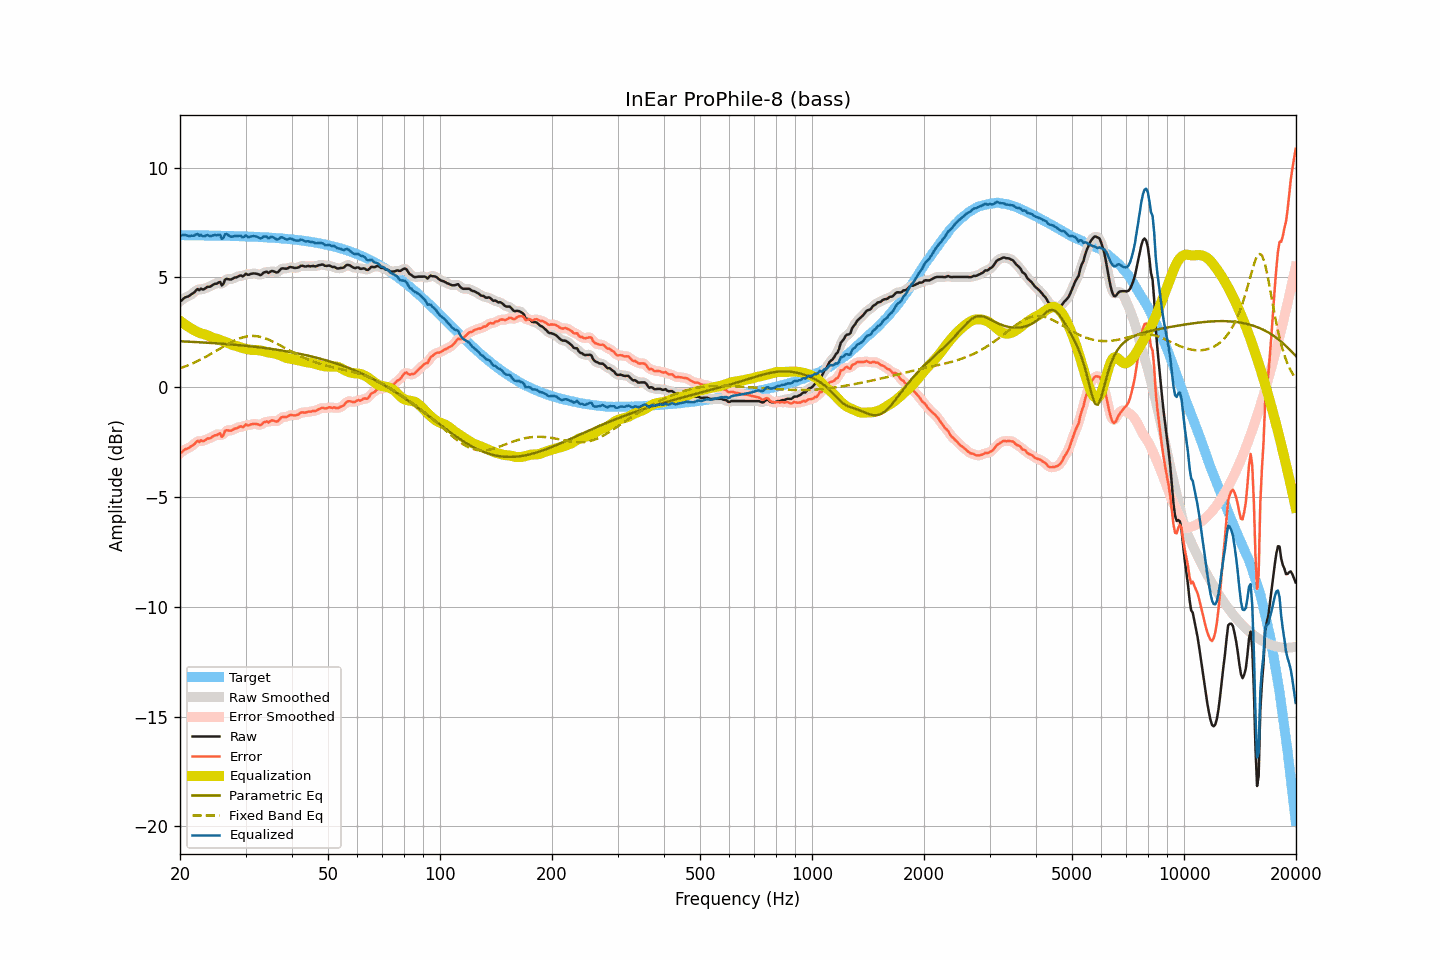 InEar ProPhile-8 (bass)
Amplitude (dBr)
10
5
0
−5
−10
−15
−20
Target
Raw Smoothed
Error Smoothed
Raw
Error
Equalization
Parametric Eq
Fixed Band Eq
Equalized
20
50
100
200
500
1000
2000
5000
10000
20000
Frequency (Hz)